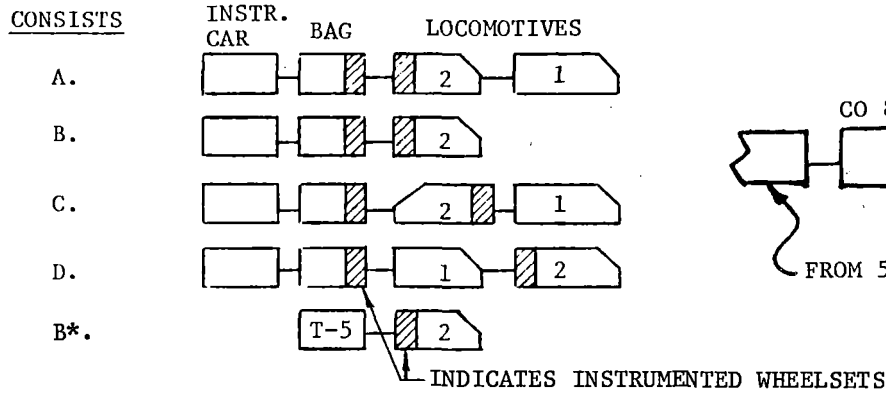 CONSISTS
INSTR. CAR BAG LOCOMOTIVES
A. 2 1
B. 2
C. 2 1
D. 1 2
B*. T-5 2
INDICATES INSTRUMENTED WHEELSETS
CO
FROM 5